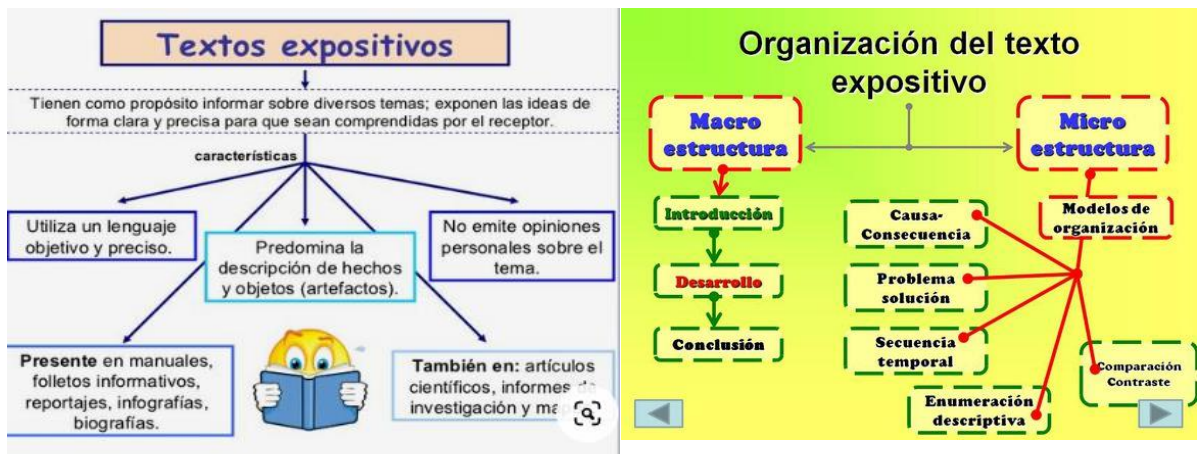 Textos expositivos
Tienen como propósito informar sobre diversos temas; exponen las ideas de
forma clara y precisa para que sean comprendidas por el receptor.
características
Utiliza un lenguaje
objetivo y preciso.
Predomina la
descripción de hechos
y objetos (artefactos).
No emite opiniones
personales sobre el
tema.
Presente en manuales,
folletos informativos,
reportajes, infografías,
biografías.
También en: artículos
científicos, informes de
investigación y
Organización del texto
expositivo
Macro
estructura
Introducción
Desarrollo
Conclusión
Micro
estructura
Modelos de
organización
Causa-
Consecuencia
Problema
solución
Secuencia
temporal
Enumeración
descriptiva
Comparación
Contraste